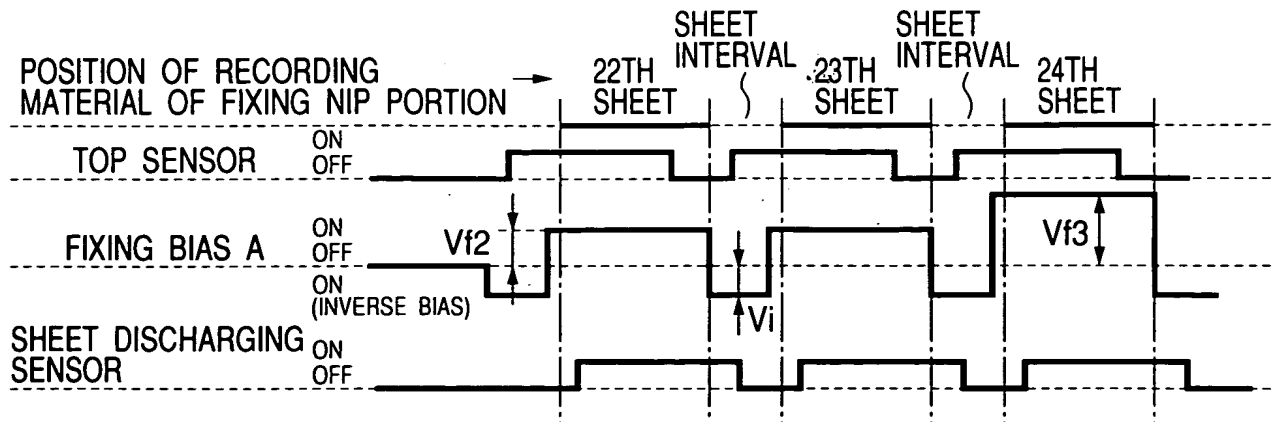 SHEET INTERVAL
SHEET INTERVAL
POSITION OF RECORDING MATERIAL OF FIXING NIP PORTION
22TH SHEET
23TH SHEET
24TH SHEET
TOP SENSOR
ON
OFF
FIXING BIAS A
ON
OFF
ON
(INVERSE BIAS)
Vf2
Vi
Vf3
SHEET DISCHARGING SENSOR
ON
OFF